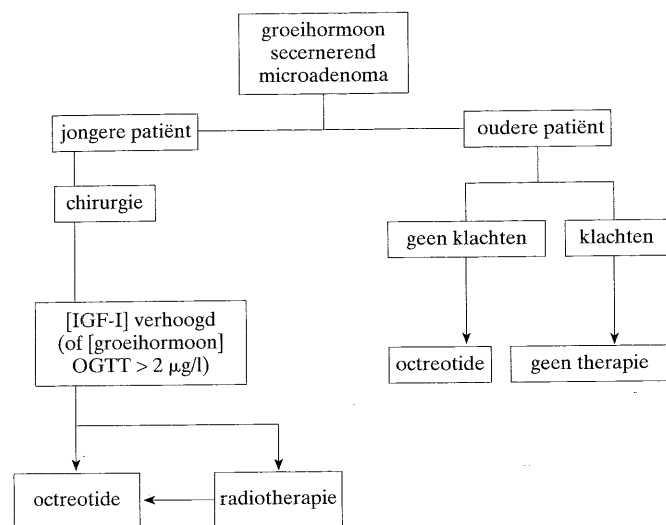 groeihormoon
secernerend
microadenoma
jongere patiënt
oudere patiënt
chirurgie
geen klachten
klachten
[IGF-I] verhoogd
(of [groeihormoon]
OGTT > 2 μg/l)
octreotide
geen therapie
octreotide
radiotherapie